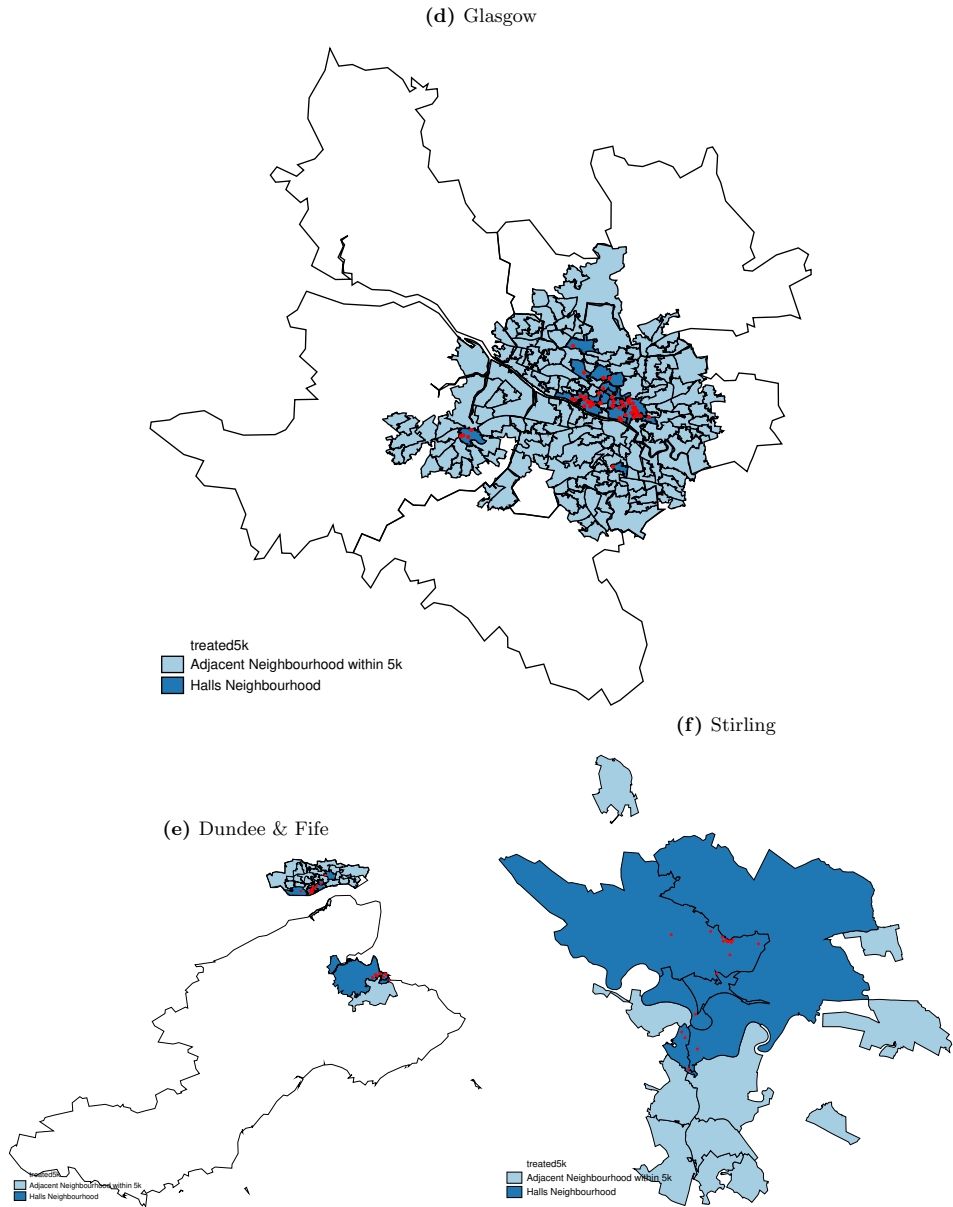 (d) Glasgow
treated5k
Adjacent Neighbourhood within 5k
Halls Neighbourhood
(f) Stirling
(e) Dundee & Fife
treated5k
Adjacent Neighbourhood within 5k
Halls Neighbourhood
treated5k
Adjacent Neighbourhood within 5k
Halls Neighbourhood